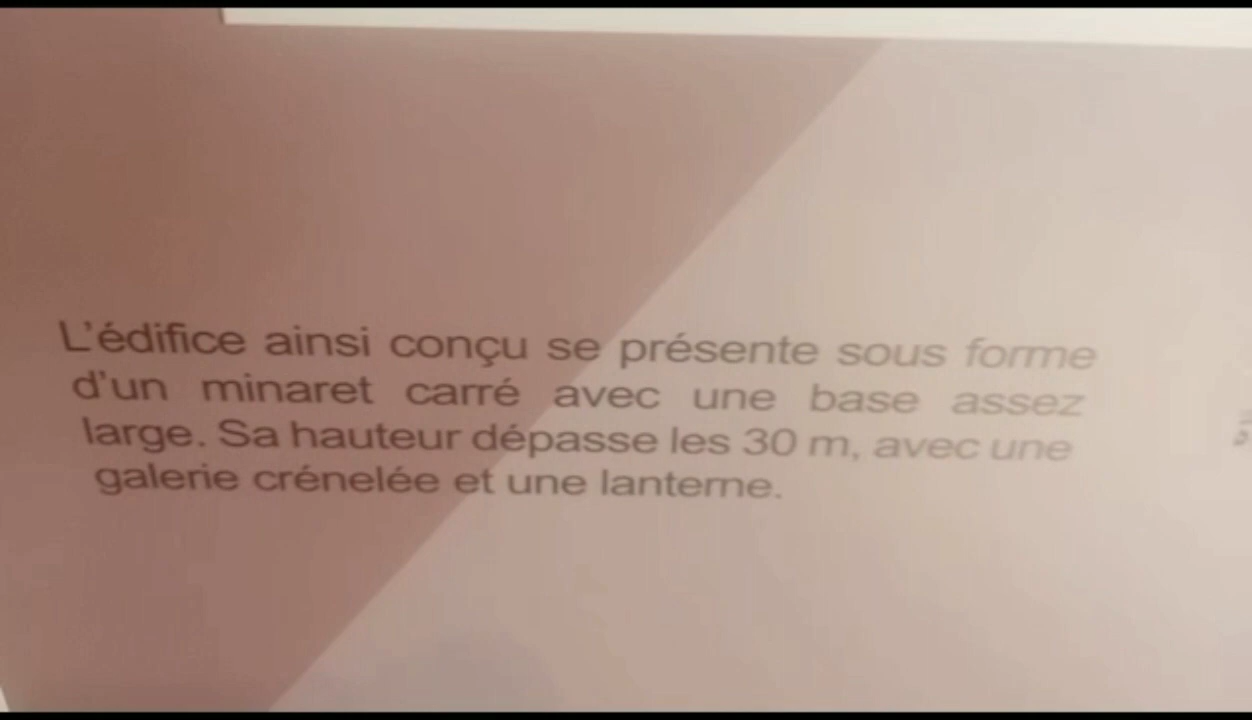 L'édifice ainsi conçu se présente sous forme
d'un minaret carré avec une base assez
large. Sa hauteur dépasse les 30 m, avec une
galerie crénelée et une lanterne.